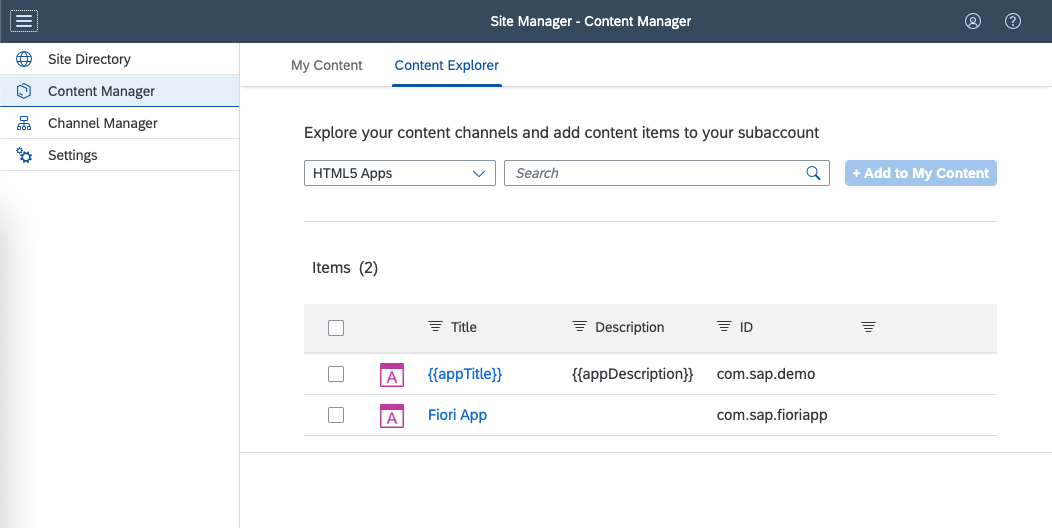 Site Manager - Content Manager
?
Site Directory
Content Manager
Channel Manager
Settings
My Content Content Explorer
Explore your content channels and add content items to your subaccount
HTML5 Apps Search + Add to My Content
Items (2)
Title Description ID
A {{appTitle}} {{appDescription}} com.sap.demo
A Fiori App com.sap.fioriapp